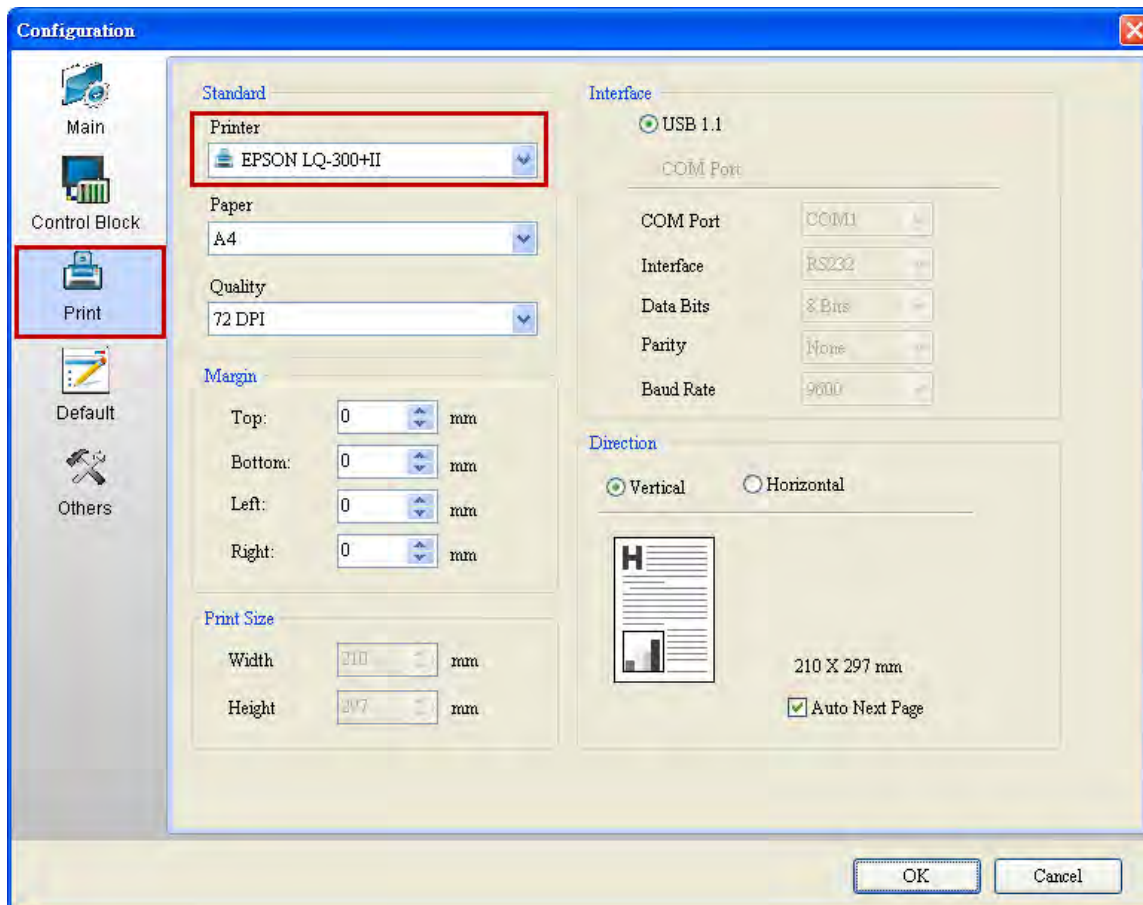 Configuration
Main
Control Block
Print
Default
Others
Standard
Printer
EPSON LQ-300+II
Paper
A4
Quality
72 DPI
Margin
Top: 0 mm
Bottom: 0 mm
Left: 0 mm
Right: 0 mm
Print Size
Width 210 mm
Height 297 mm
Interface
USB 1.1
COM Port
COM Port COM1
Interface RS232
Data Bits 8 Bits
Parity None
Baud Rate 9600
Direction
Vertical Horizontal
H
210 X 297 mm
Auto Next Page
OK Cancel